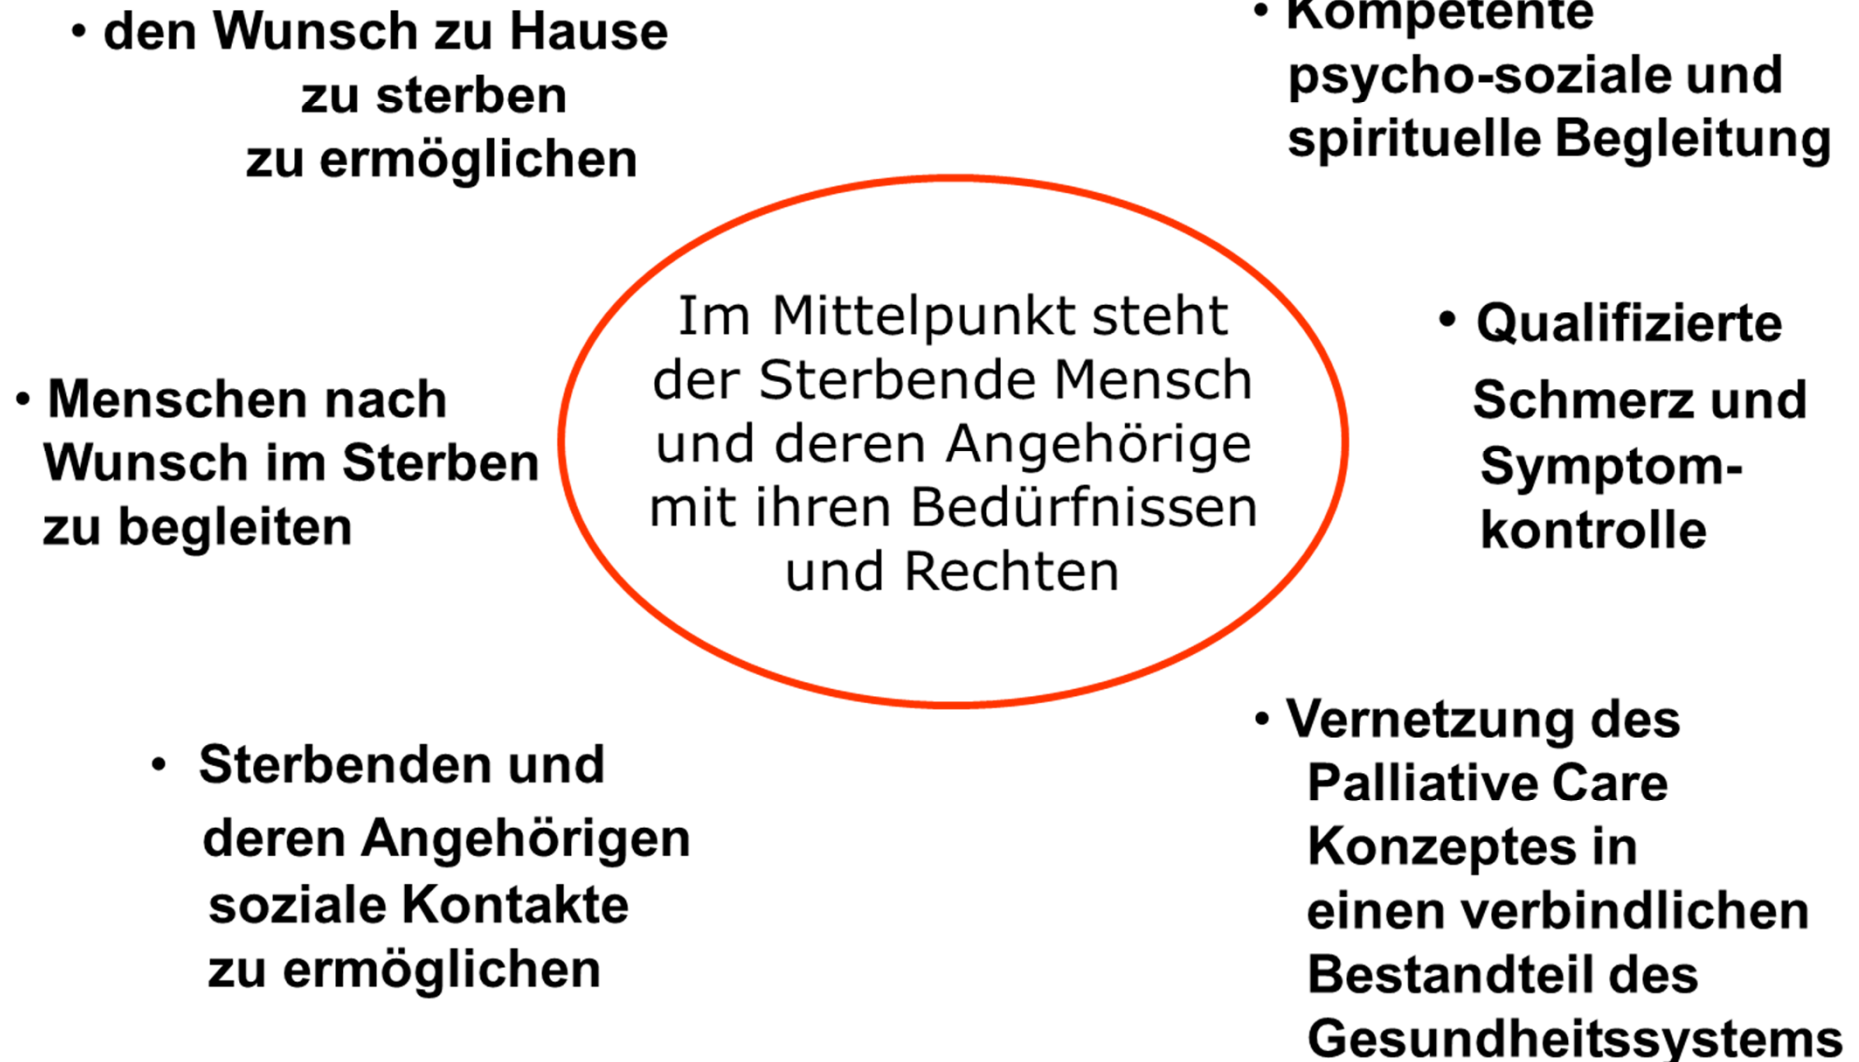 • den Wunsch zu Hause
zu sterben
zu ermöglichen
• Kompetente
psycho-soziale und
spirituelle Begleitung
Im Mittelpunkt steht
der Sterbende Mensch
und deren Angehörige
mit ihren Bedürfnissen
und Rechten
• Menschen nach
Wunsch im Sterben
zu begleiten
• Qualifizierte
Schmerz und
Symptom-
kontrolle
• Sterbenden und
deren Angehörigen
soziale Kontakte
zu ermöglichen
• Vernetzung des
Palliative Care
Konzeptes in
einen verbindlichen
Bestandteil des
Gesundheitssystems